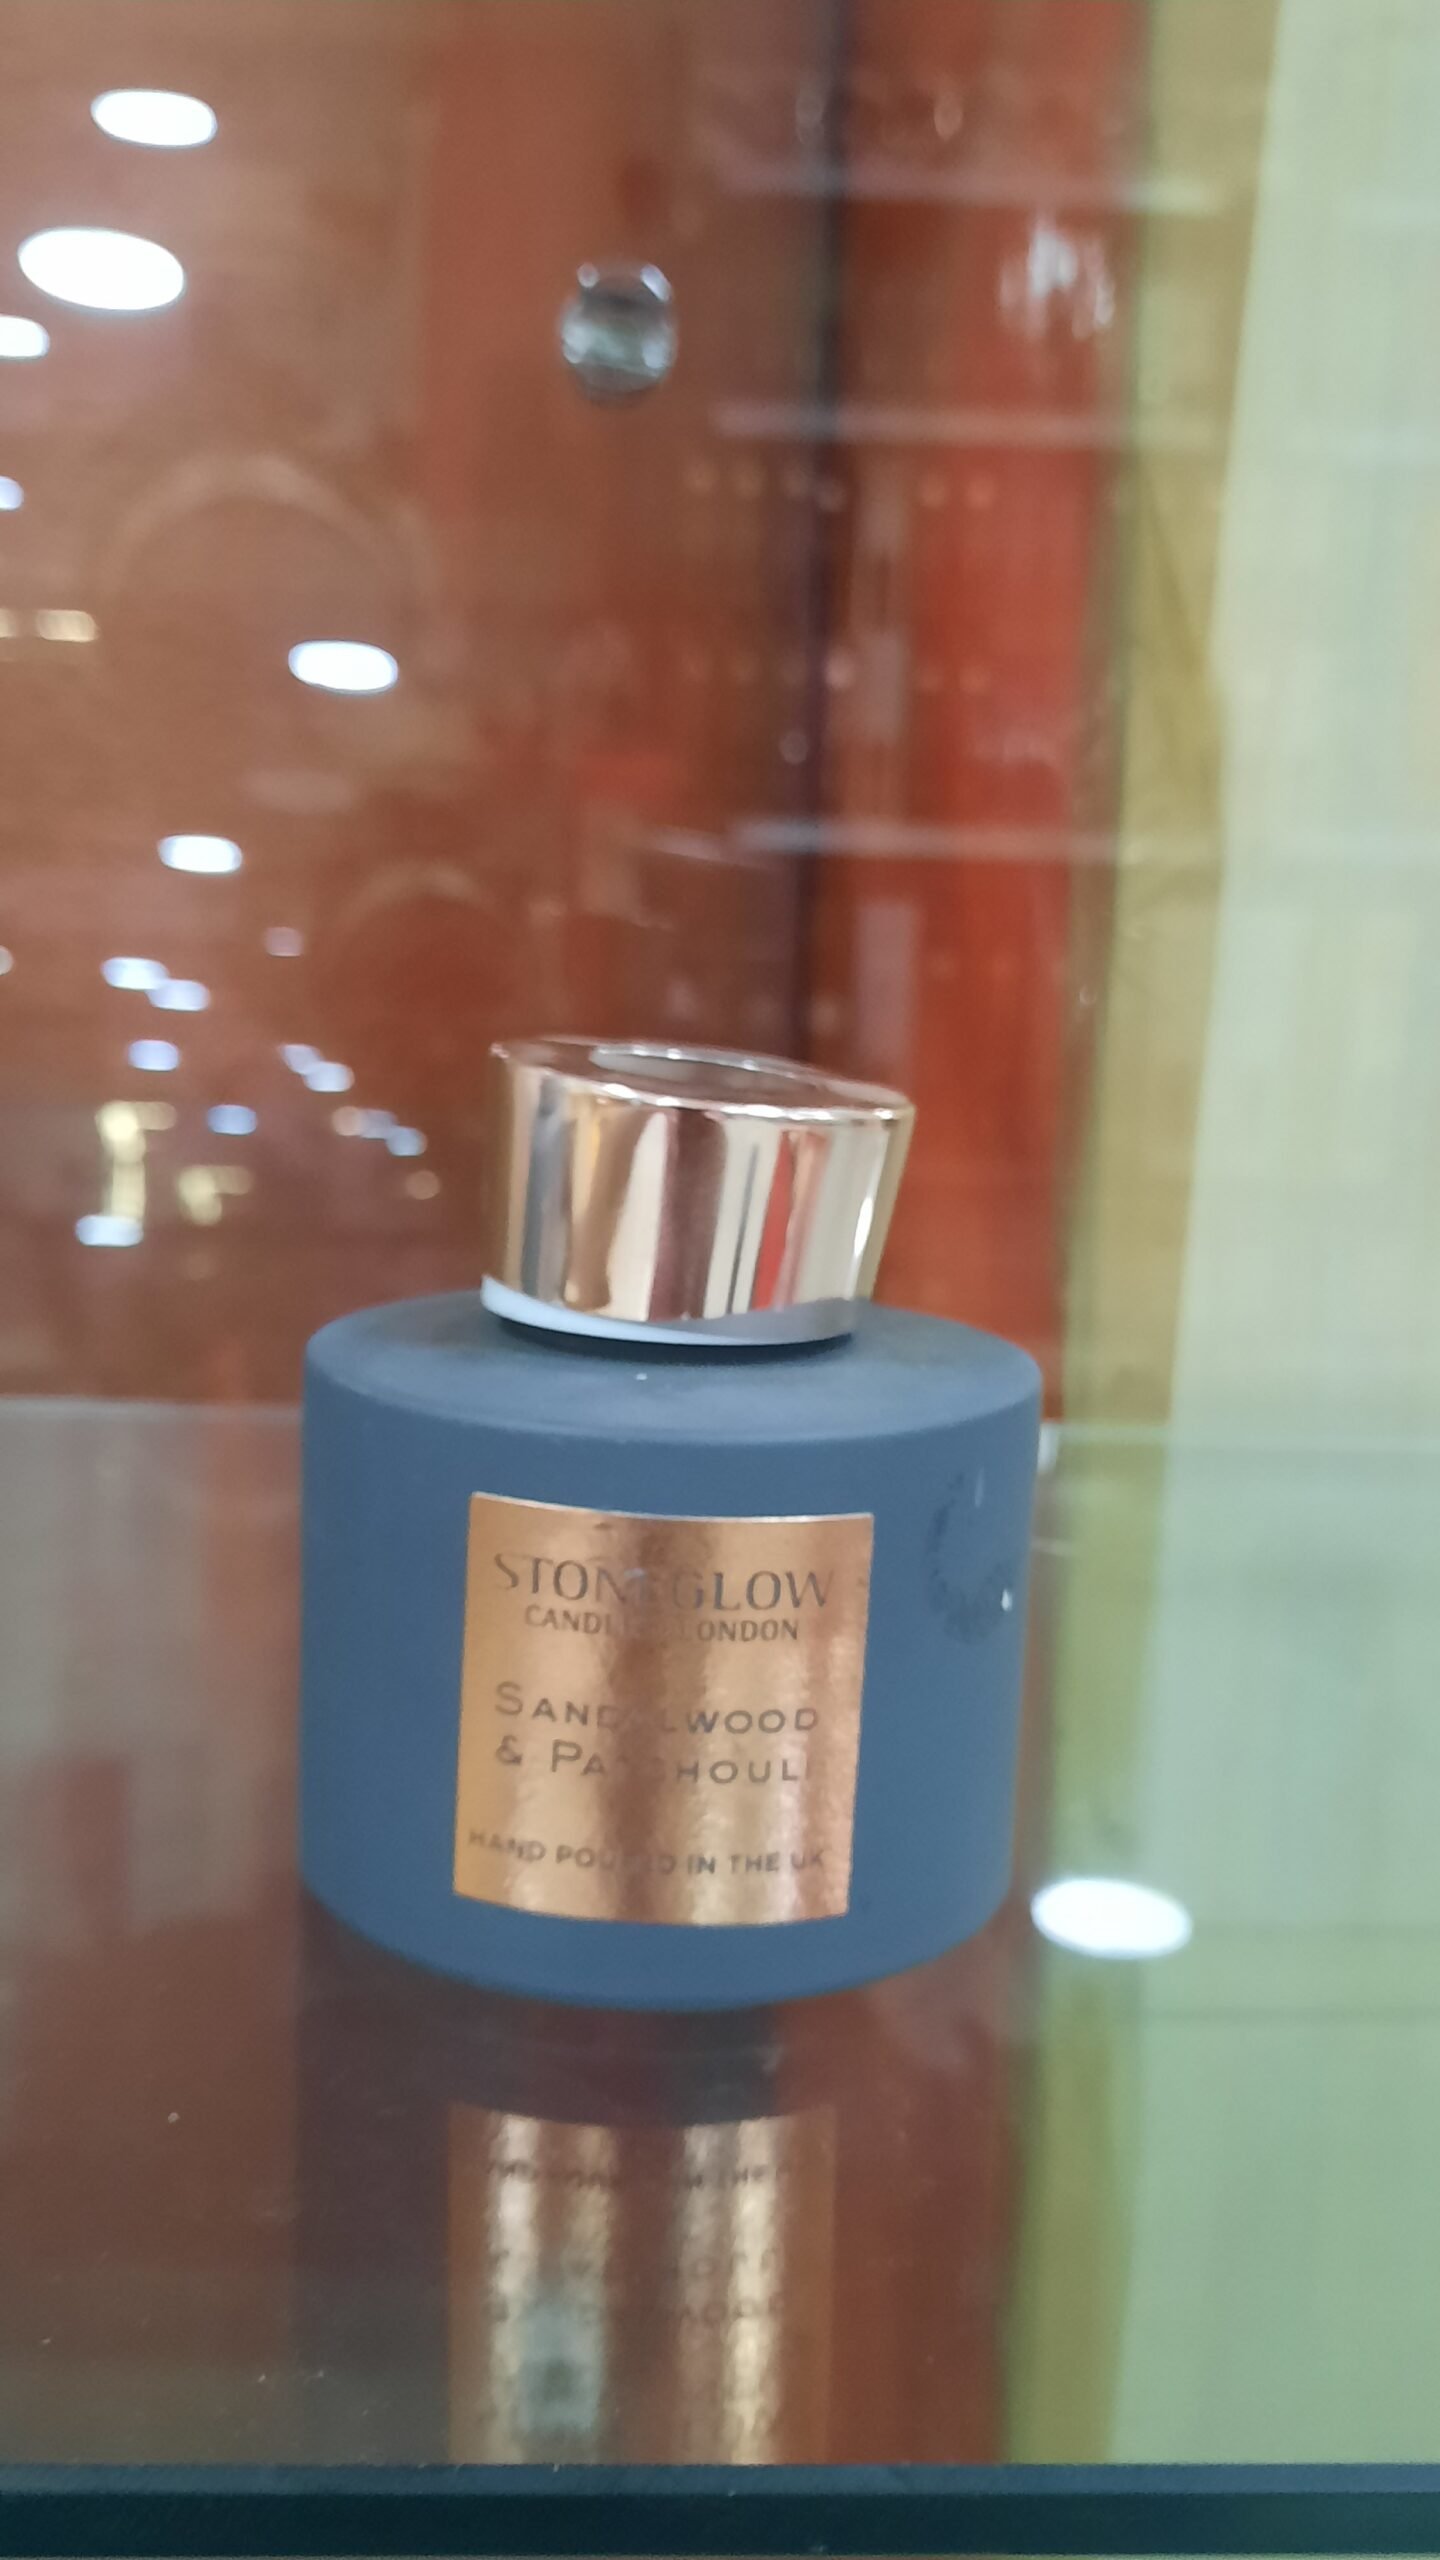 STONEGLOW
CANDLES LONDON
SANDALWOOD
& PATCHOULI
HAND POURED IN THE UK